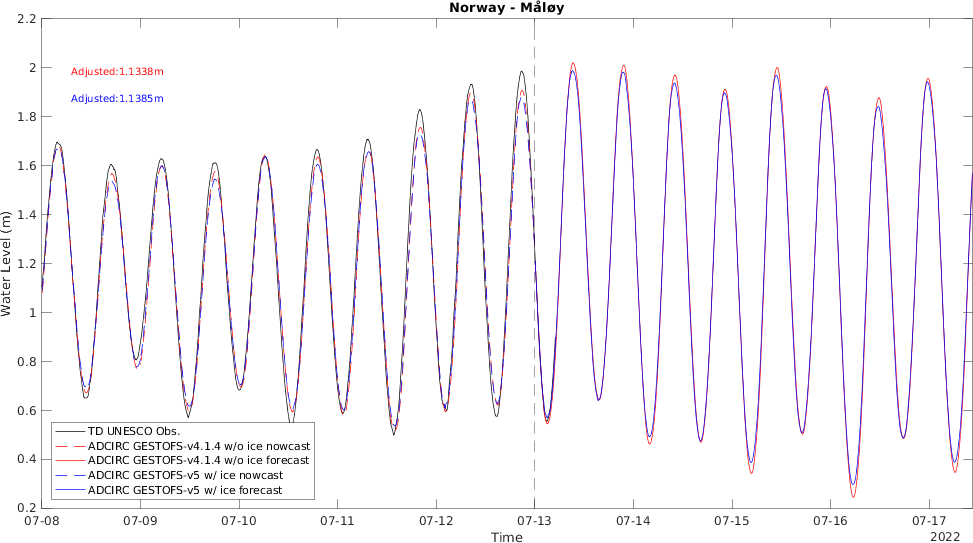 Norway - Måløy
2.2
2
1.8
1.6
1.4
1.2
1
0.8
0.6
0.4
0.2
Water Level (m)
Adjusted:1.1338m
Adjusted:1.1385m
TD UNESCO Obs.
ADCIRC GESTOFS-v4.1.4 w/o ice nowcast
ADCIRC GESTOFS-v4.1.4 w/o ice forecast
ADCIRC GESTOFS-v5 w/ ice nowcast
ADCIRC GESTOFS-v5 w/ ice forecast
07-08 07-09 07-10 07-11 07-12 07-13 07-14 07-15 07-16 07-17
Time
2022